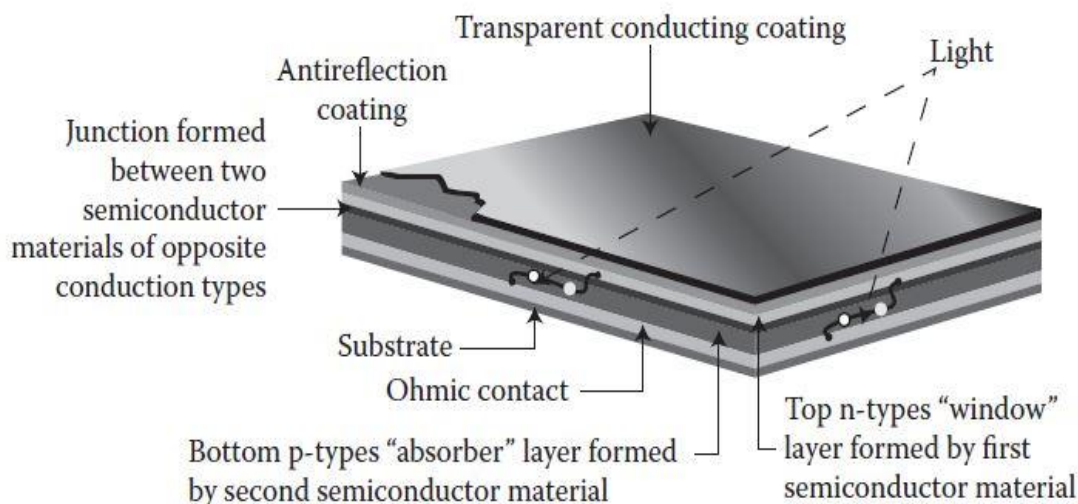 Transparent conducting coating
Light
Antireflection
coating
Junction formed
between two
semiconductor
materials of opposite
conduction types
Substrate
Ohmic contact
Bottom p-types “absorber” layer formed
by second semiconductor material
Top n-types “window”
layer formed by first
semiconductor material